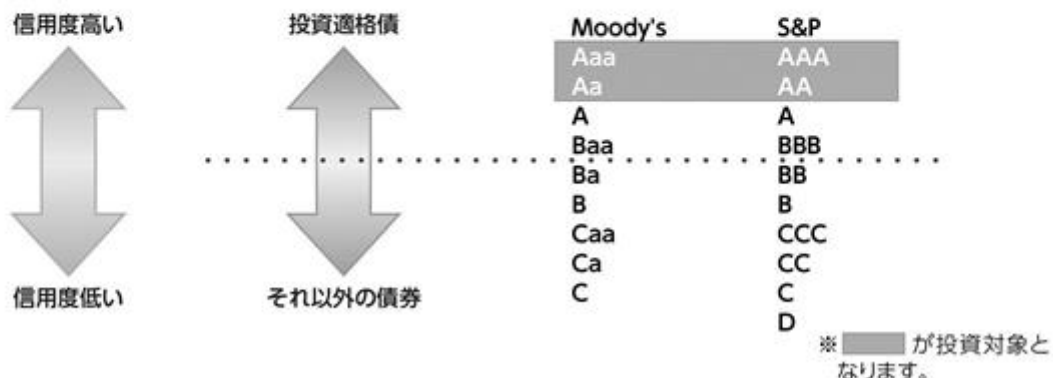 信用度高い 投資適格債 Moody's S&P
Aaa AAA
Aa AA
A A
Baa BBB
Ba BB
B B
Caa CCC
Ca CC
信用度低い それ以外の債券 C C
D
※ が投資対象と
なります。